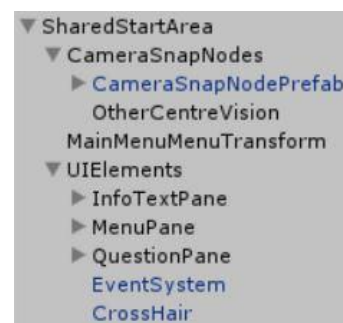 SharedStartArea
CameraSnapNodes
CameraSnapNodePrefab
OtherCentreVision
MainMenuMenuTransform
UIElements
InfoTextPane
MenuPane
QuestionPane
EventSystem
CrossHair